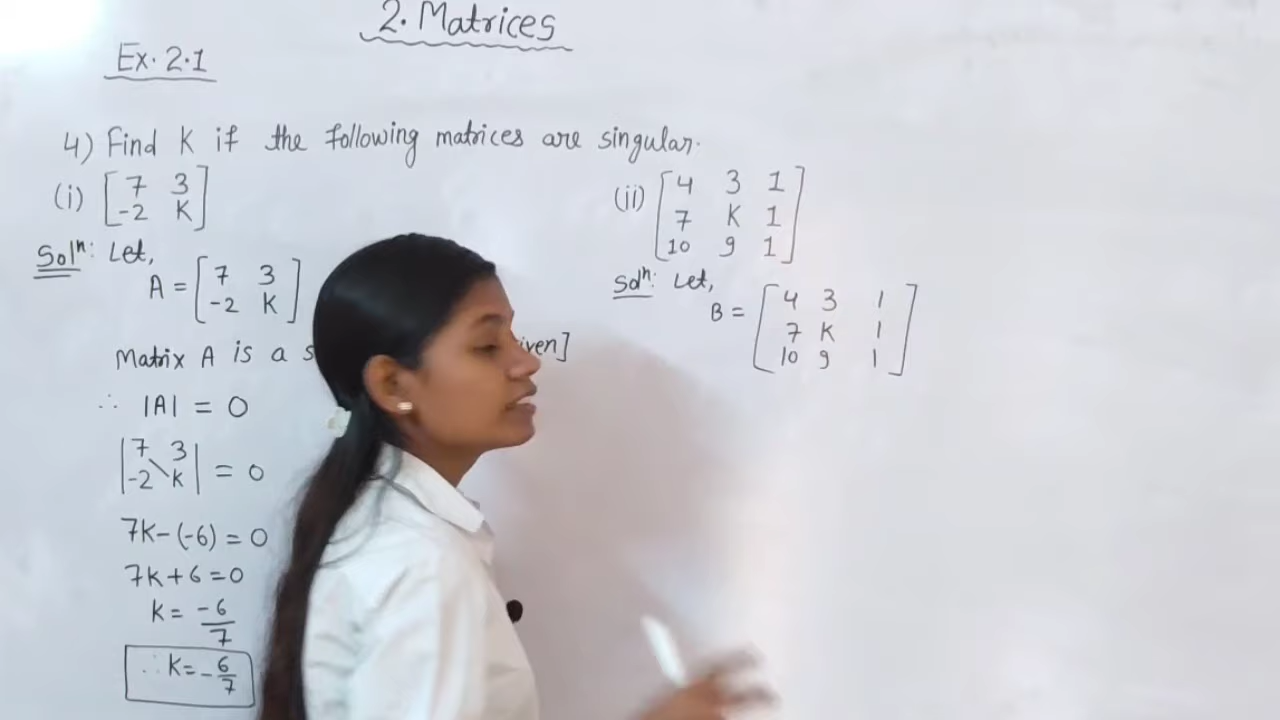 2. Matrices
Ex. 2.1
4) Find K if the following matrices are singular.
(i) [7 3
-2 K]
Solⁿ: Let,
A = [7 3
-2 K]
Matrix A is a
∴ |A| = 0
|7 3
-2 K| = 0
7K-(-6) = 0
7K+6=0
K= -6/7
∴ K=-6/7
(ii) [4 3 1
7 K 1
10 9 1]
Solⁿ: Let,
B = [4 3 1
7 K 1
10 9 1]